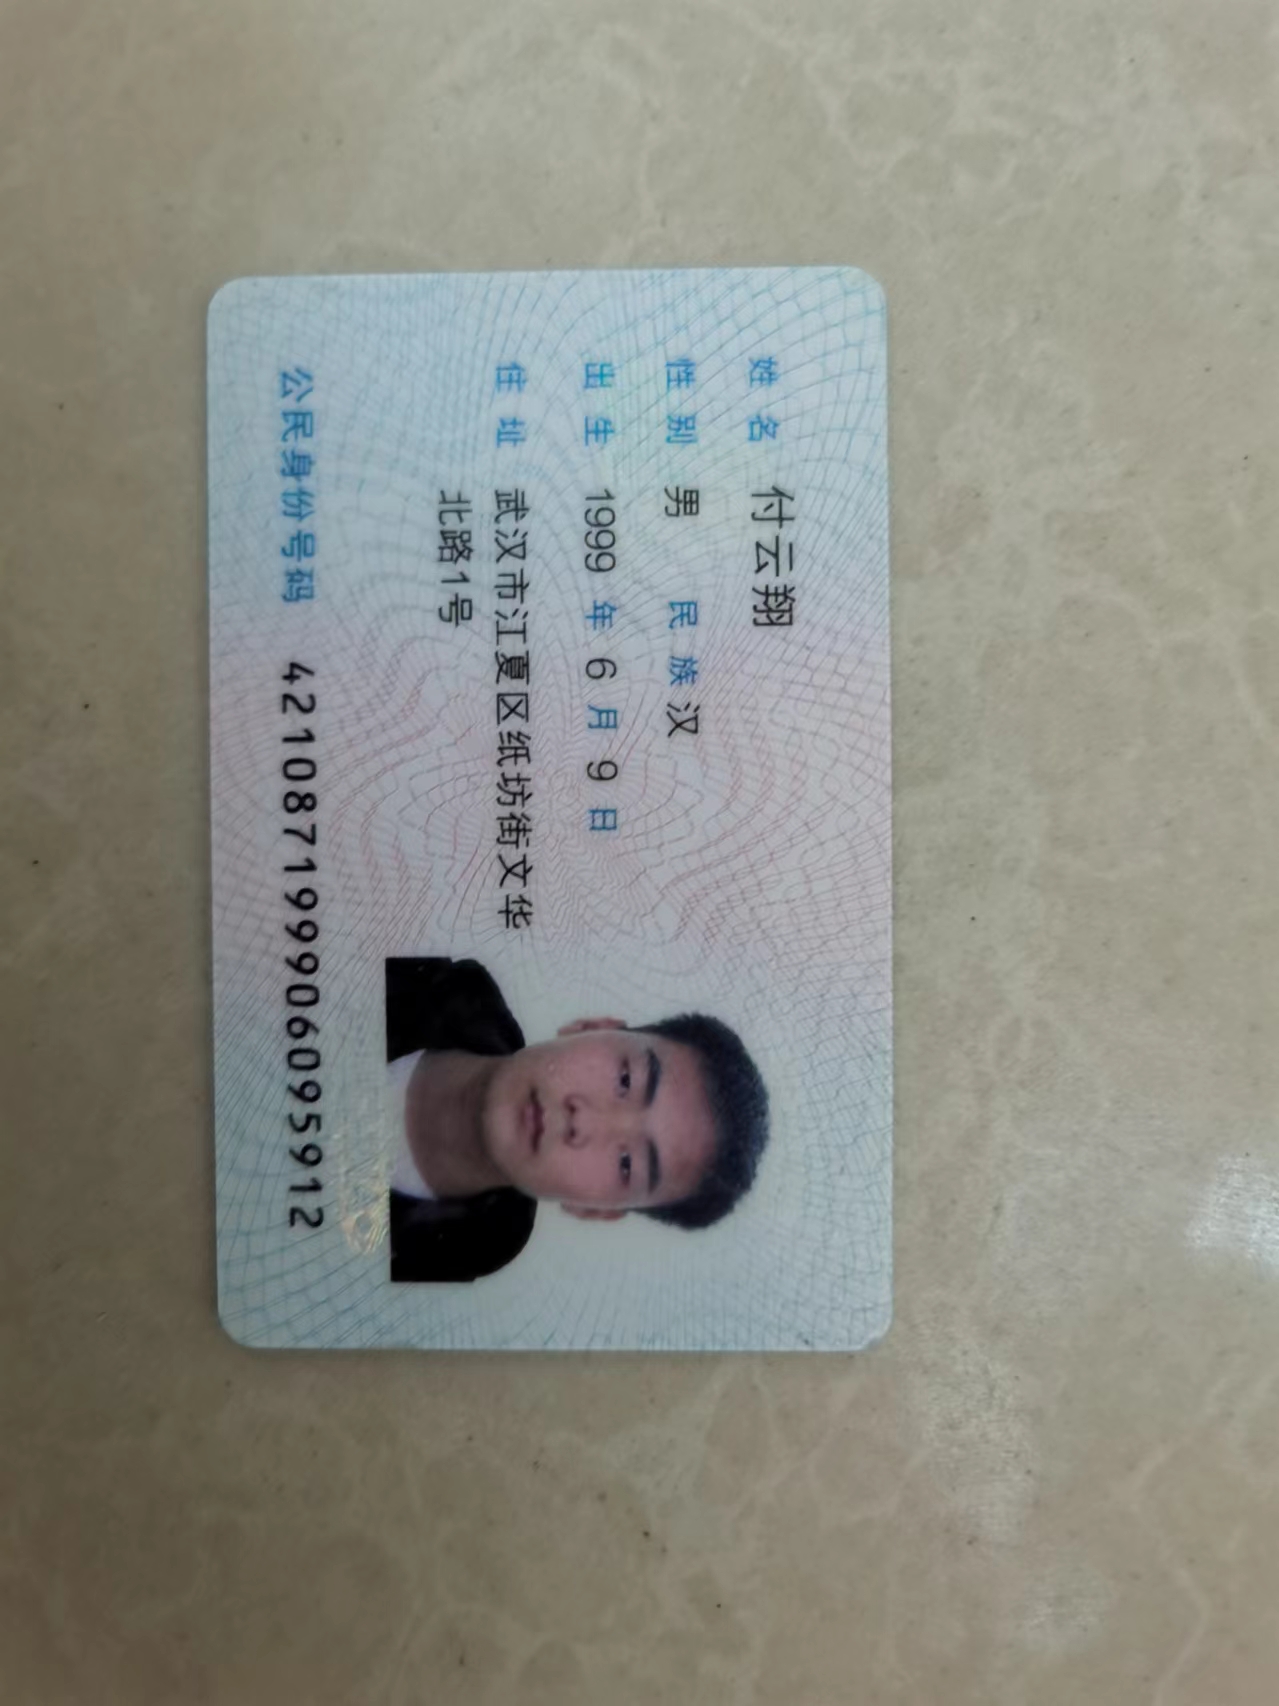 姓名 付云翔
性别 男 民族 汉
出生 1999 年 6 月 9 日
住址 武汉市江夏区纸坊街文华
北路1号
公民身份号码 421087199906095912